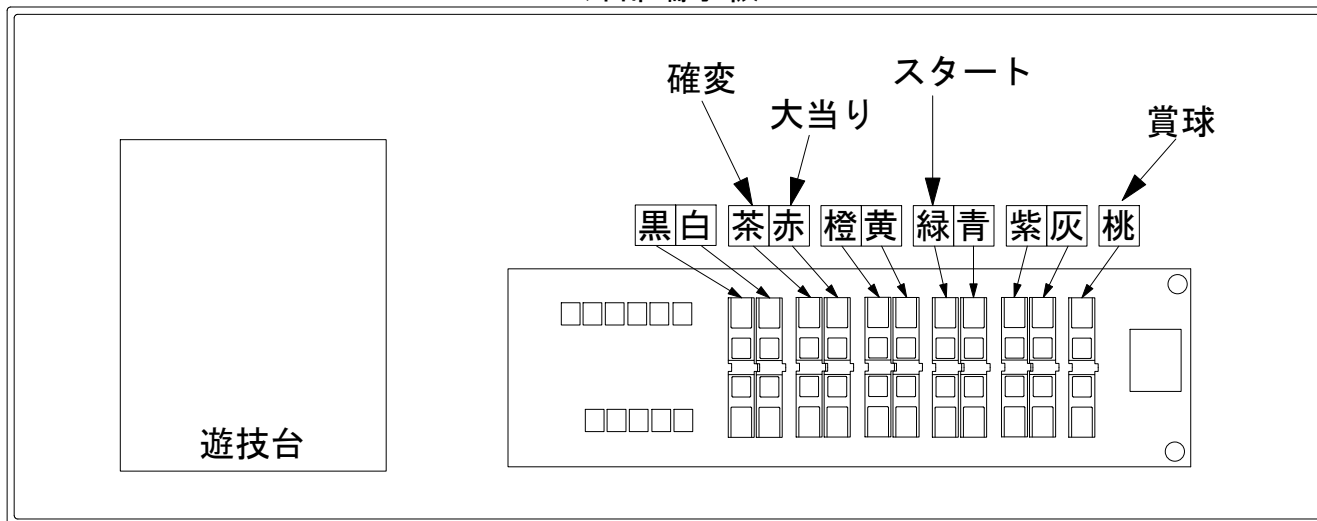 確変
大当り
スタート
賞球
黒 白 茶 赤 橙 黄 緑 青 紫 灰 桃
遊技台